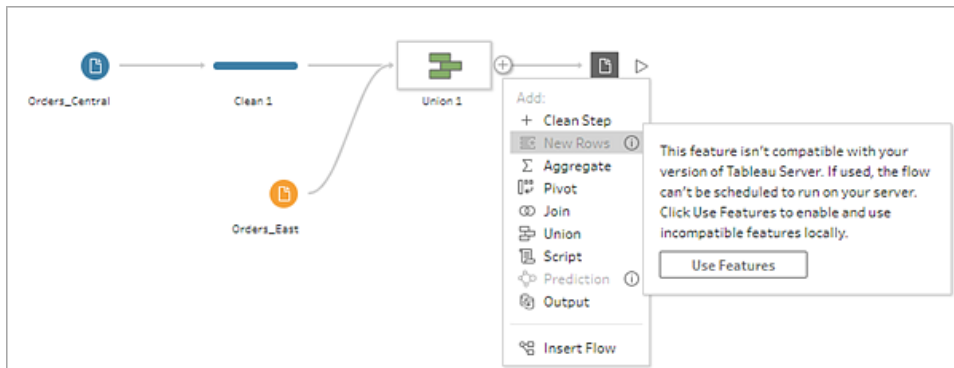 Orders_Central
Clean 1
Union 1
Orders_East
Add:
Clean Step
New Rows
Aggregate
Pivot
Join
Union
Script
Prediction
Output
Insert Flow
This feature isn't compatible with your
version of Tableau Server. If used, the flow
can't be scheduled to run on your server.
Click Use Features to enable and use
incompatible features locally.
Use Features